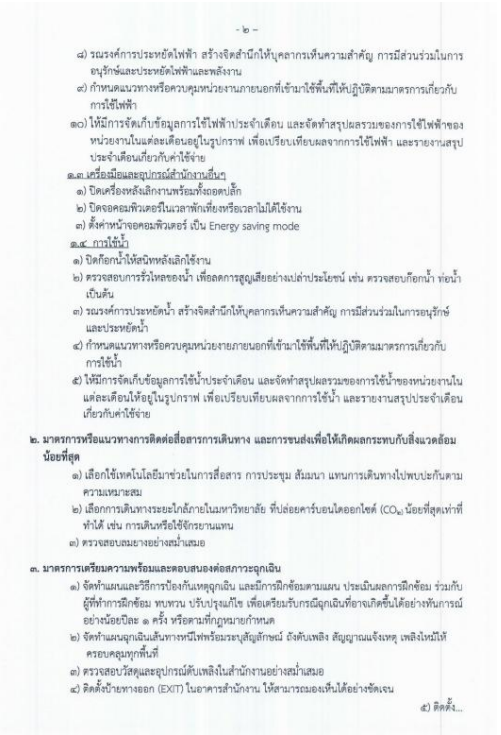 - ๒ -
๘) รณรงค์การประหยัดไฟฟ้า สร้างจิตสำนึกให้บุคลากรเห็นความสำคัญ การมีส่วนร่วมในการ
อนุรักษ์และประหยัดไฟฟ้าและพลังงาน
๙) กำหนดแนวทางหรือควบคุมหน่วยงานภายนอกที่เข้ามาใช้พื้นที่ให้ปฏิบัติตามมาตรการเกี่ยวกับ
การใช้ไฟฟ้า
๑๐) ให้มีการจัดเก็บข้อมูลการใช้ไฟฟ้าประจำเดือน และจัดทำสรุปผลรวมของการใช้ไฟฟ้าของ
หน่วยงานในแต่ละเดือนอยู่ในรูปกราฟ เพื่อเปรียบเทียบผลจากการใช้ไฟฟ้า และรายงานสรุป
ประจำเดือนเกี่ยวกับค่าใช้จ่าย
๑.๓ เครื่องมือและอุปกรณ์สำนักงานอื่นๆ
๑) ปิดเครื่องหลังเลิกงานพร้อมทั้งถอดปลั๊ก
๒) ปิดจอคอมพิวเตอร์ในเวลาพักเที่ยงหรือเวลาไม่ได้ใช้งาน
๓) ตั้งค่าหน้าจอคอมพิวเตอร์ เป็น Energy saving mode
๑.๔ การใช้น้ำ
๑) ปิดก๊อกน้ำให้สนิทหลังเลิกใช้งาน
๒) ตรวจสอบการรั่วไหลของน้ำ เพื่อลดการสูญเสียอย่างเปล่าประโยชน์ เช่น ตรวจสอบก๊อกน้ำ ท่อน้ำ
เป็นต้น
๓) รณรงค์การประหยัดน้ำ สร้างจิตสำนึกให้บุคลากรเห็นความสำคัญ การมีส่วนร่วมในการอนุรักษ์
และประหยัดน้ำ
๔) กำหนดแนวทางหรือควบคุมหน่วยงายภายนอกที่เข้ามาใช้พื้นที่ให้ปฏิบัติตามมาตรการเกี่ยวกับ
การใช้น้ำ
๕) ให้มีการจัดเก็บข้อมูลการใช้น้ำประจำเดือน และจัดทำสรุปผลรวมของการใช้น้ำของหน่วยงานใน
แต่ละเดือนให้อยู่ในรูปกราฟ เพื่อเปรียบเทียบผลจากการใช้น้ำ และรายงานสรุปประจำเดือน
เกี่ยวกับค่าใช้จ่าย
๒. มาตรการหรือแนวทางการติดต่อสื่อสารการเดินทาง และการขนส่งเพื่อให้เกิดผลกระทบกับสิ่งแวดล้อม
น้อยที่สุด
๑) เลือกใช้เทคโนโลยีมาช่วยในการสื่อสาร การประชุม สัมมนา แทนการเดินทางไปพบปะกันตาม
ความเหมาะสม
๒) เลือกการเดินทางระยะใกล้ภายในมหาวิทยาลัย ที่ปล่อยคาร์บอนไดออกไซด์ (CO₂) น้อยที่สุดเท่าที่
ทำได้ เช่น การเดินหรือใช้จักรยานแทน
๓) ตรวจสอบลมยางอย่างสม่ำเสมอ
๓. มาตรการเตรียมความพร้อมและตอบสนองต่อสภาวะฉุกเฉิน
๑) จัดทำแผนและวิธีการป้องกันเหตุฉุกเฉิน และมีการฝึกซ้อมตามแผน ประเมินผลการฝึกซ้อม ร่วมกับ
ผู้ที่ทำการฝึกซ้อม ทบทวน ปรับปรุงแก้ไข เพื่อเตรียมรับกรณีฉุกเฉินที่อาจเกิดขึ้นได้อย่างทันการณ์
อย่างน้อยปีละ ๑ ครั้ง หรือตามที่กฎหมายกำหนด
๒) จัดทำแผนฉุกเฉินเส้นทางหนีไฟพร้อมระบุสัญลักษณ์ ถังดับเพลิง สัญญาณแจ้งเหตุ เพลิงไหม้ให้
ครอบคลุมทุกพื้นที่
๓) ตรวจสอบวัสดุและอุปกรณ์ดับเพลิงในสำนักงานอย่างสม่ำเสมอ
๔) ติดตั้งป้ายทางออก (EXIT) ในอาคารสำนักงาน ให้สามารถมองเห็นได้อย่างชัดเจน
๕) ติดตั้ง...